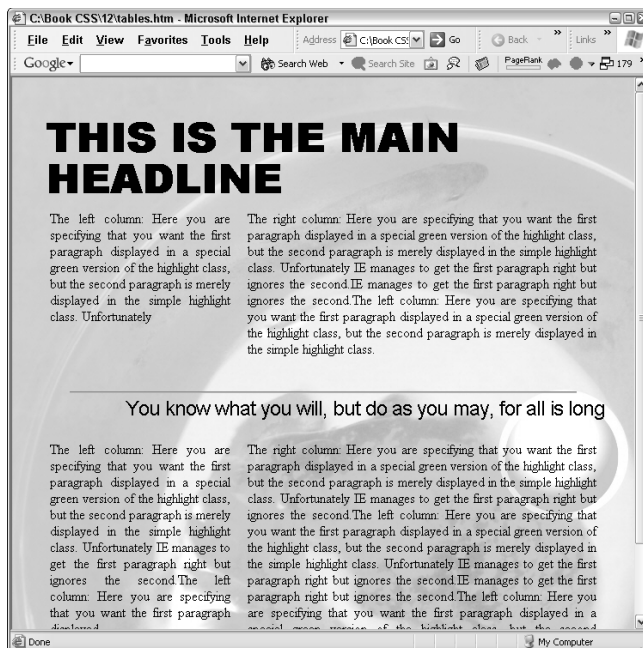 C:\Book CSS\12\tables.htm - Microsoft Internet Explorer
File Edit View Favorites Tools Help Address C:\Book CSS Go Back » Links »
Google Search Web Search Site PageRank 179 »
THIS IS THE MAIN
HEADLINE
The left column: Here you are
specifying that you want the first
paragraph displayed in a special
green version of the highlight class,
but the second paragraph is merely
displayed in the simple highlight
class. Unfortunately
The right column: Here you are specifying that you want the first
paragraph displayed in a special green version of the highlight class,
but the second paragraph is merely displayed in the simple highlight
class. Unfortunately IE manages to get the first paragraph right but
ignores the second.IE manages to get the first paragraph right but
ignores the second.The left column: Here you are specifying that
you want the first paragraph displayed in a special green version of
the highlight class, but the second paragraph is merely displayed in
the simple highlight class.
You know what you will, but do as you may, for all is long
The left column: Here you are
specifying that you want the first
paragraph displayed in a special
green version of the highlight class,
but the second paragraph is merely
displayed in the simple highlight
class. Unfortunately IE manages to
get the first paragraph right but
ignores the second.The left
column: Here you are specifying
that you want the first paragraph
displayed
The right column: Here you are specifying that you want the first
paragraph displayed in a special green version of the highlight class,
but the second paragraph is merely displayed in the simple highlight
class. Unfortunately IE manages to get the first paragraph right but
ignores the second.The left column: Here you are specifying that
you want the first paragraph displayed in a special green version of
the highlight class, but the second paragraph is merely displayed in
the simple highlight class. Unfortunately IE manages to get the first
paragraph right but ignores the second.IE manages to get the first
paragraph right but ignores the second.The left column: Here you
are specifying that you want the first paragraph displayed in a
special green version of the highlight class, but the second
Done My Computer